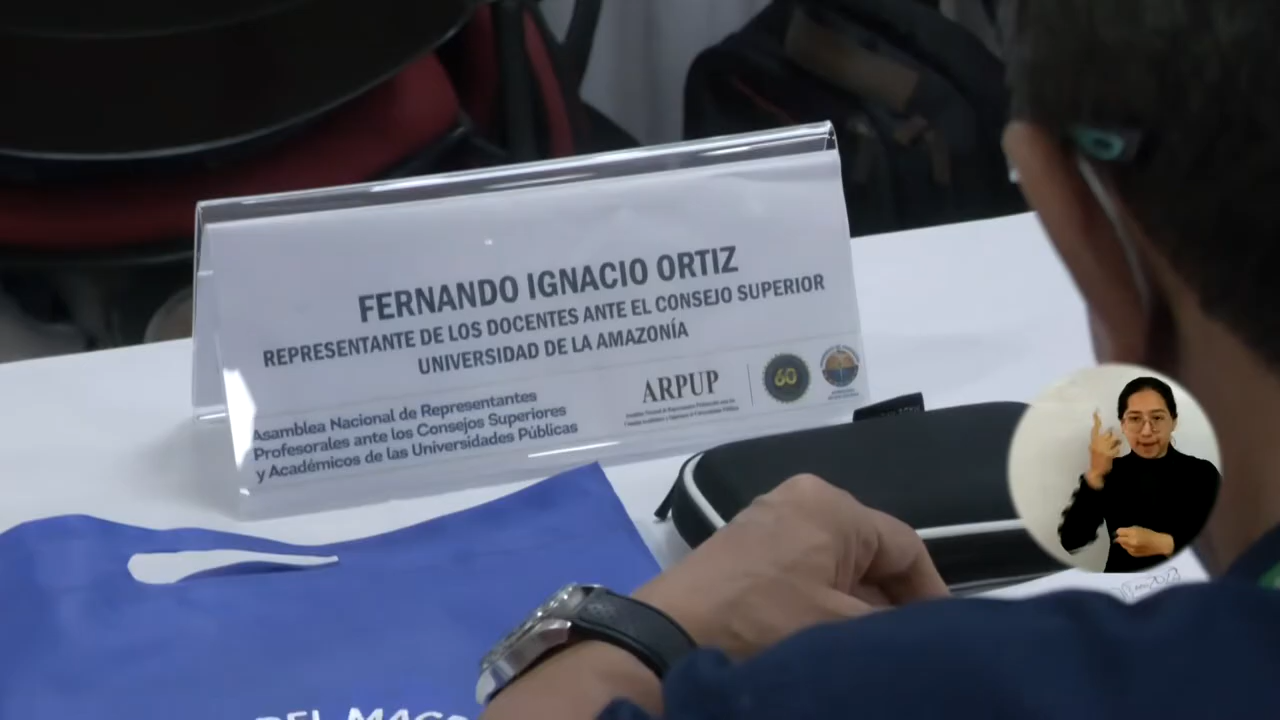 FERNANDO IGNACIO ORTIZ
REPRESENTANTE DE LOS DOCENTES ANTE EL CONSEJO SUPERIOR
UNIVERSIDAD DE LA AMAZONÍA
Asamblea Nacional de Representantes
Profesorales ante los Consejos Superiores
y Académicos de las Universidades Públicas
ARPUP
60
DEL